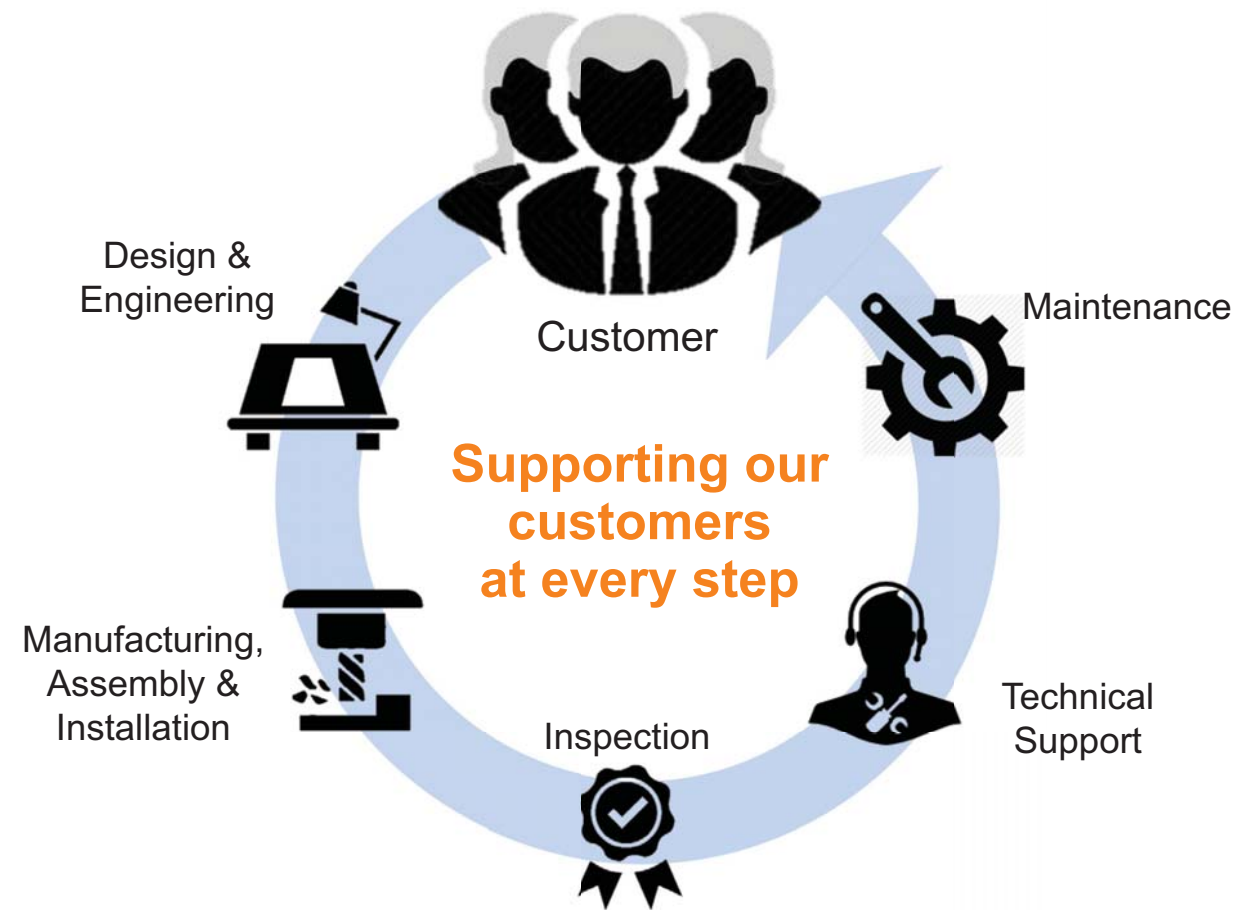 Design &
Engineering
Customer
Maintenance
Supporting our
customers
at every step
Manufacturing,
Assembly &
Installation
Inspection
Technical
Support